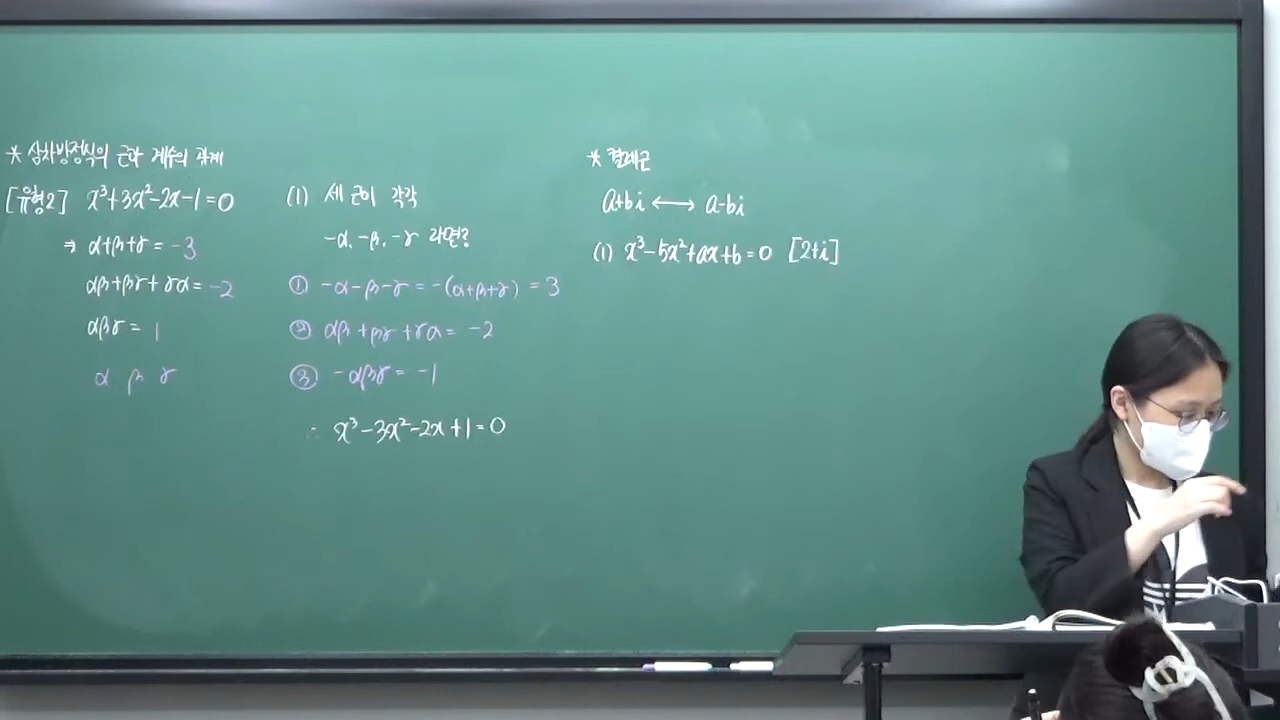 * 삼차방정식의 근과 계수의 관계
[유형2] x³+3x²-2x-1=0
⇒ α+β+γ = -3
αβ+βγ+γα = -2
αβγ = 1
α β γ
(1) 세 근이 각각
-α, -β, -γ 라면?
① -α-β-γ = -(α+β+γ) = 3
② αβ+βγ+γα = -2
③ -αβγ = -1
∴ x³-3x²-2x+1=0
* 켤레근
a+bi ⟷ a-bi
(1) x³-5x²+ax+b=0 [2+i]